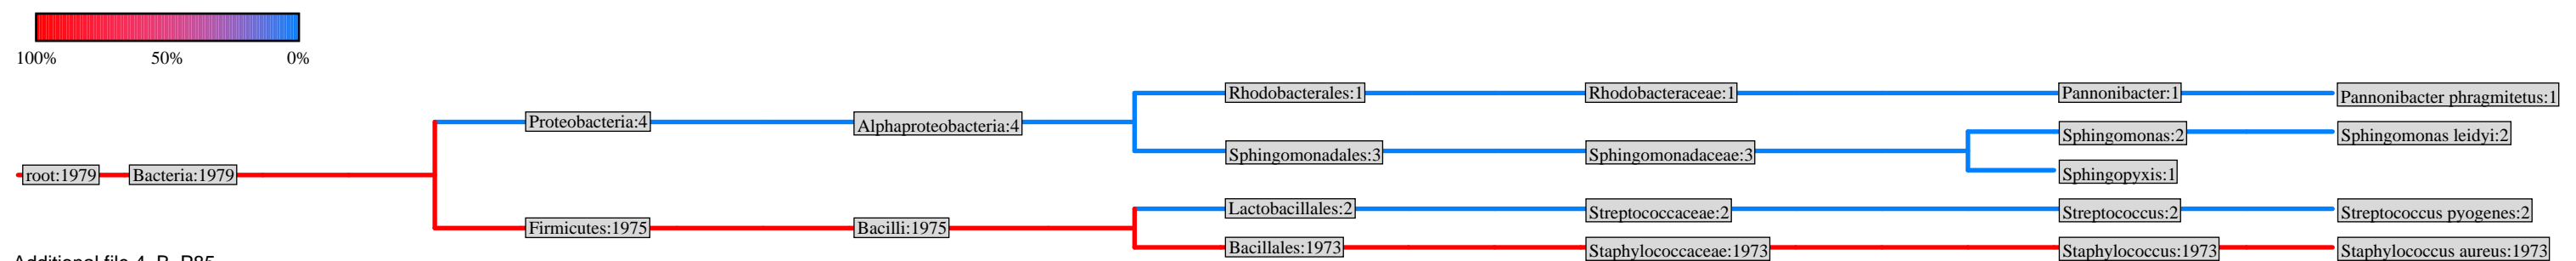 100% 50% 0%
Rhodobacterales:1 Rhodobacteraceae:1 Pannonibacter:1 Pannonibacter phragmitetus:1
Proteobacteria:4 Alphaproteobacteria:4 Sphingomonas:2 Sphingomonas leidyi:2
Sphingomonadales:3 Sphingomonadaceae:3
root:1979 Bacteria:1979 Sphingopyxis:1
Lactobacillales:2 Streptococcaceae:2 Streptococcus:2 Streptococcus pyogenes:2
Firmicutes:1975 Bacilli:1975
Bacillales:1973 Staphylococcaceae:1973 Staphylococcus:1973 Staphylococcus aureus:1973